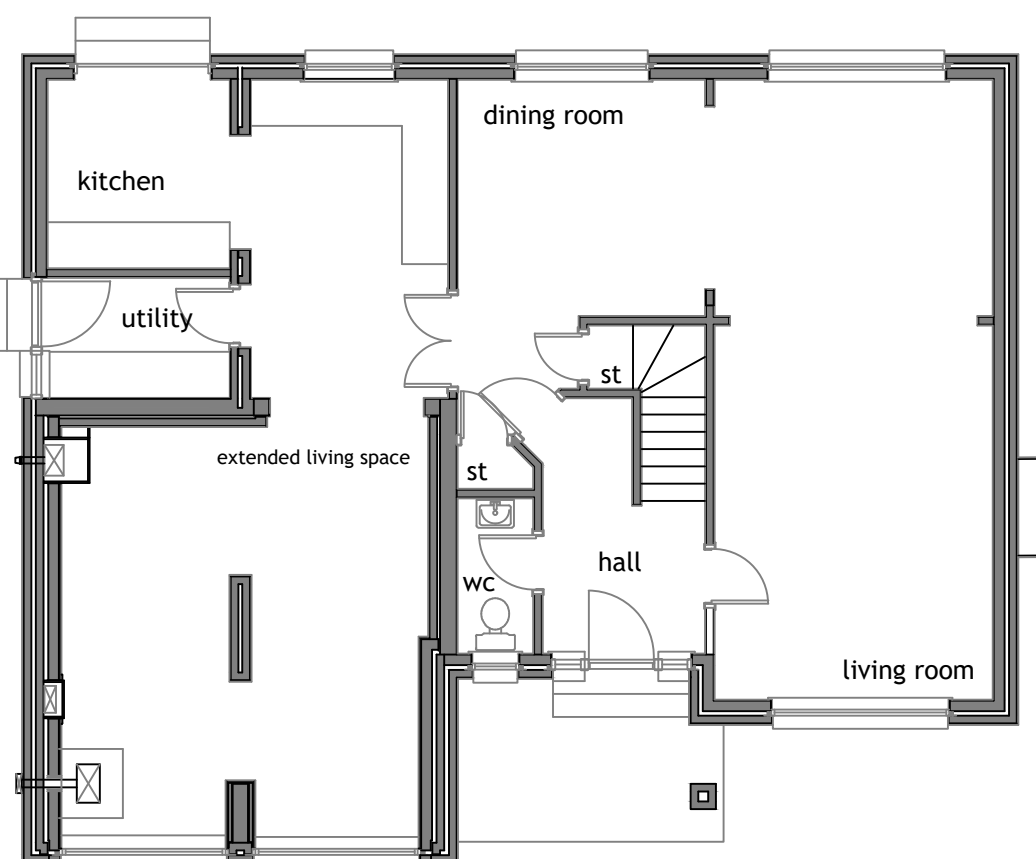 dining room
kitchen
utility
st
extended living space
st
hall
wc
living room